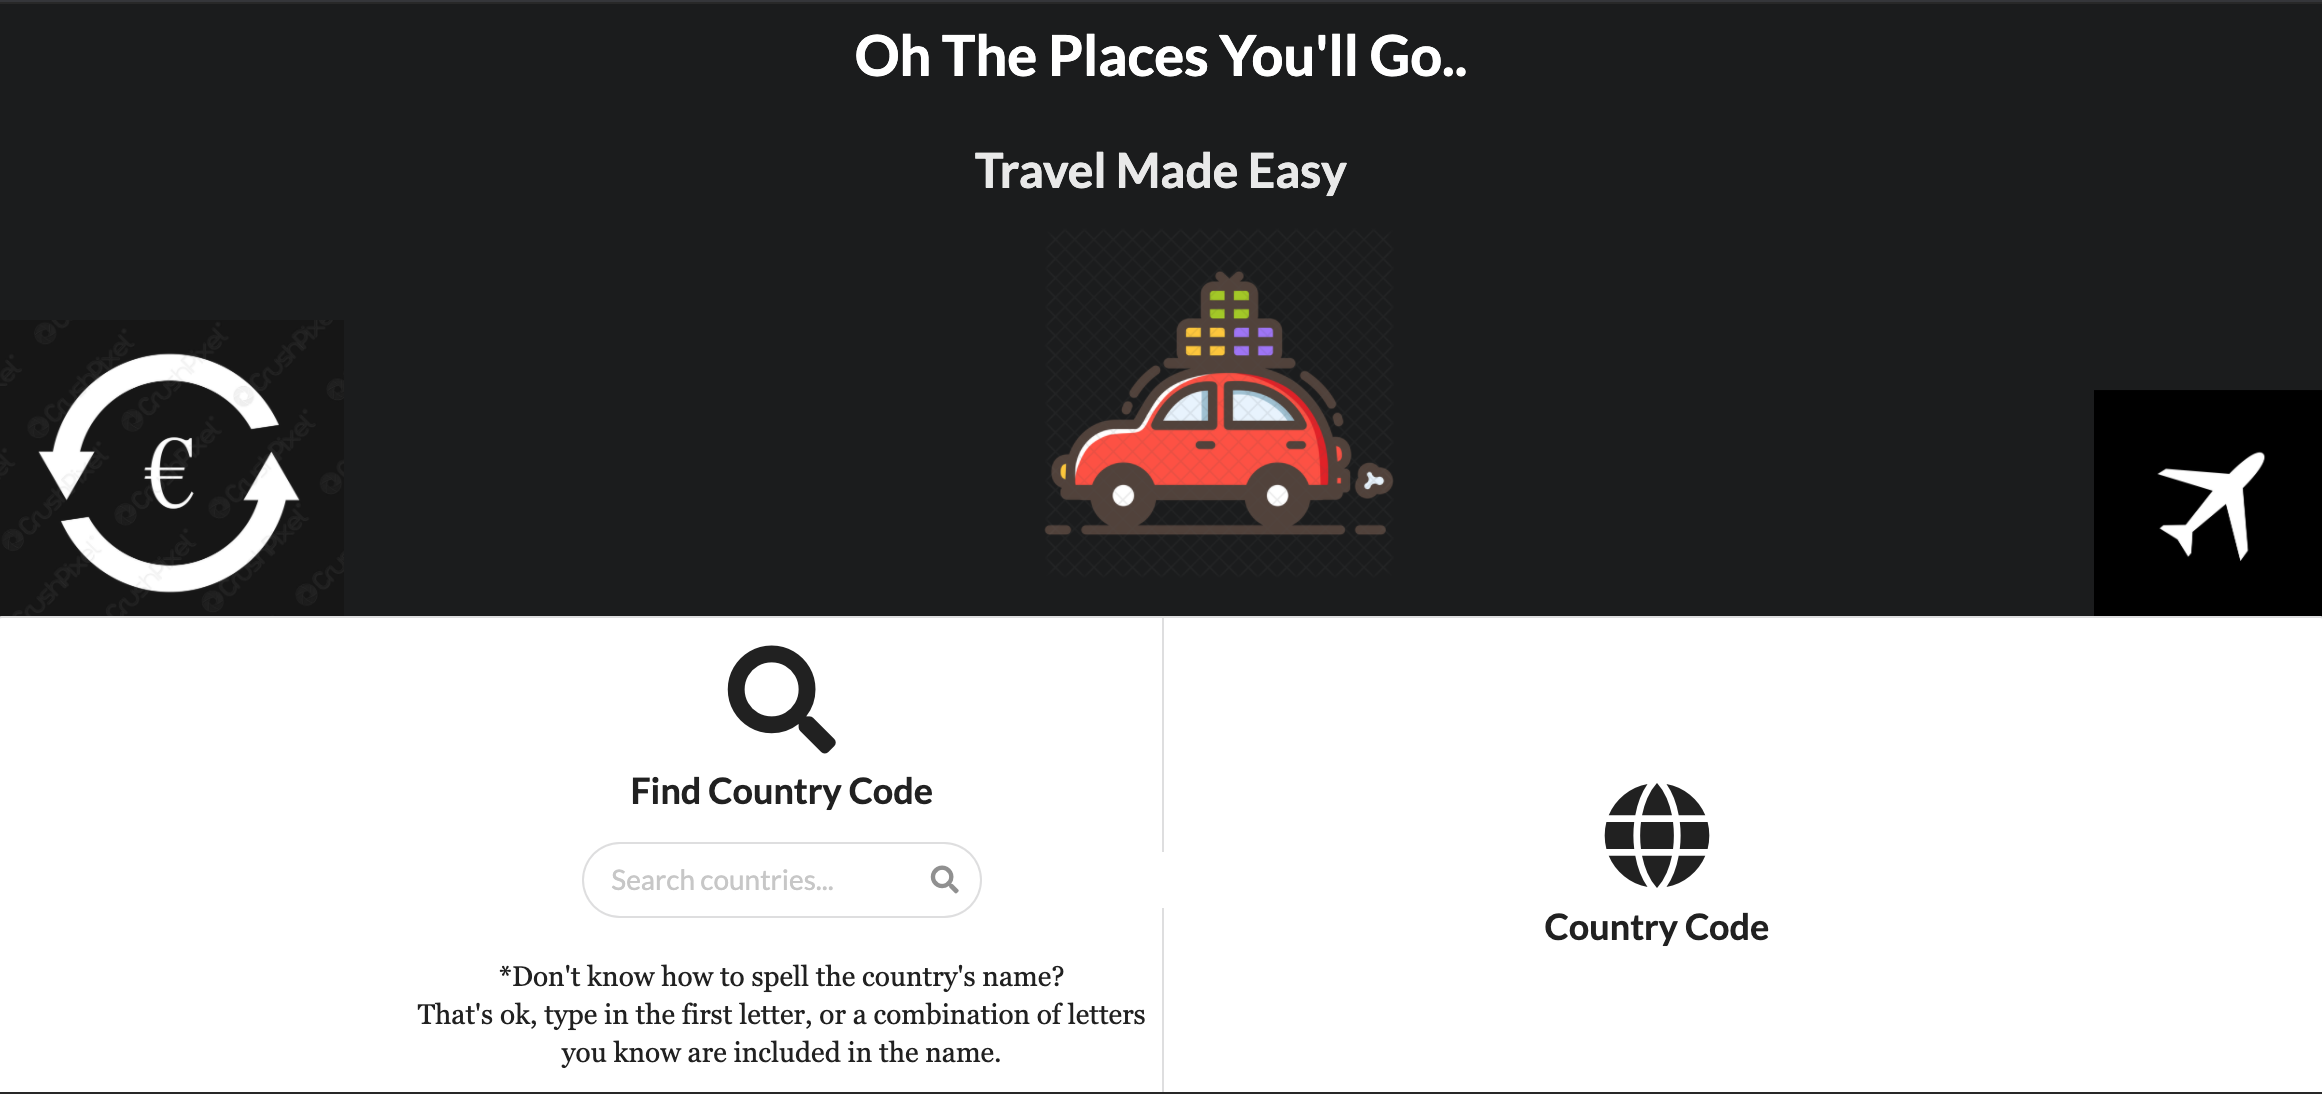 Oh The Places You'll Go..
Travel Made Easy
CrushPixel
€
Find Country Code
Search countries...
*Don't know how to spell the country's name?
That's ok, type in the first letter, or a combination of letters
you know are included in the name.
Country Code